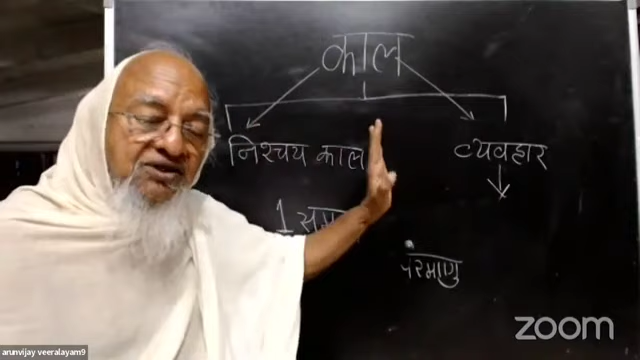 काल
निश्चय काल व्यवहार
1
परमाणु
zoom
arunvijay veeralayam9